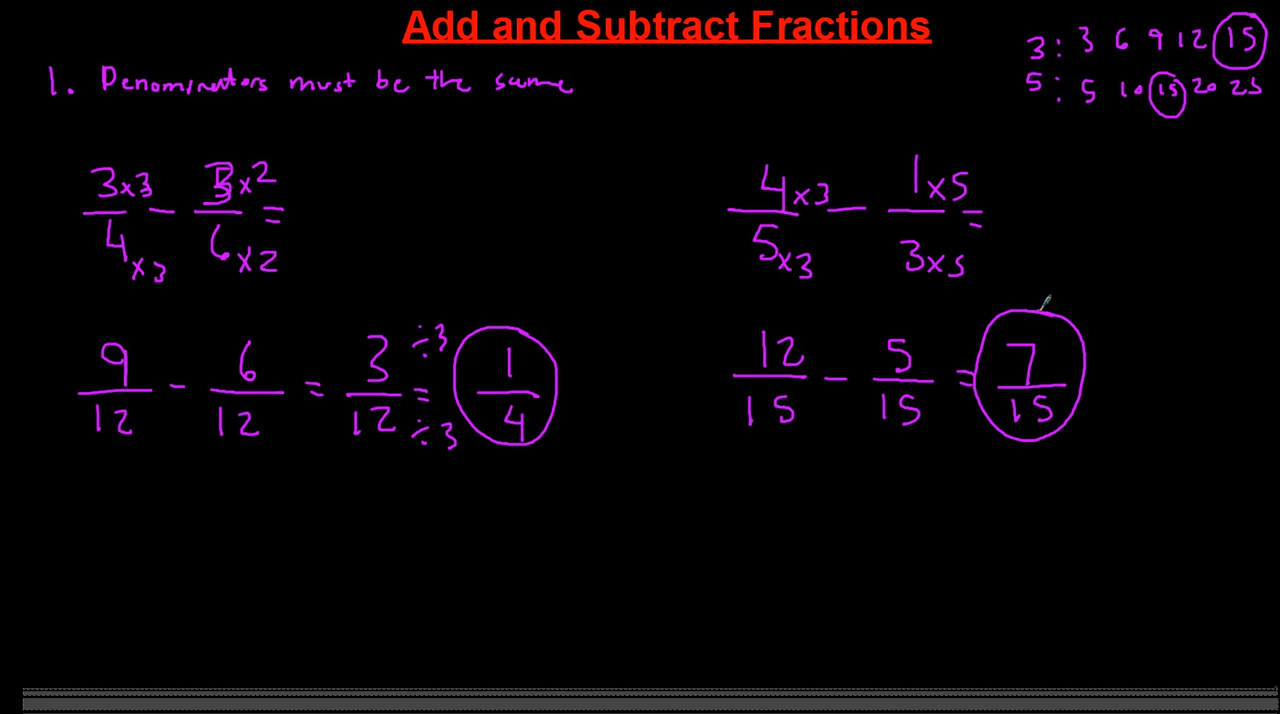 Add and Subtract Fractions
3: 3 6 9 12 15
5: 5 10 15 20 25
1. Denominators must be the same
3x3/4x3 - 3x2/6x2 =
4x3/5x3 - 1x5/3x5 =
9/12 - 6/12 = 3÷3/12÷3 = 1/4
12/15 - 5/15 = 7/15